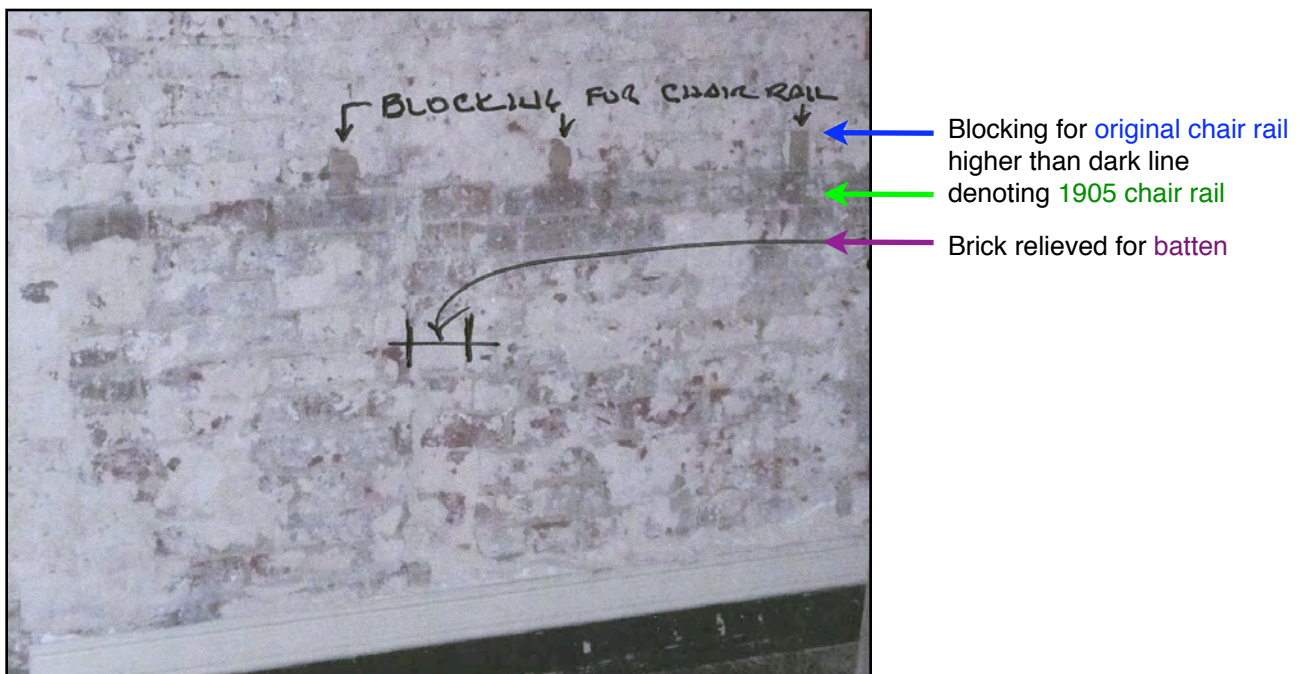 BLOCKING FOR CHAIR RAIL
Blocking for original chair rail
higher than dark line
denoting 1905 chair rail
Brick relieved for batten